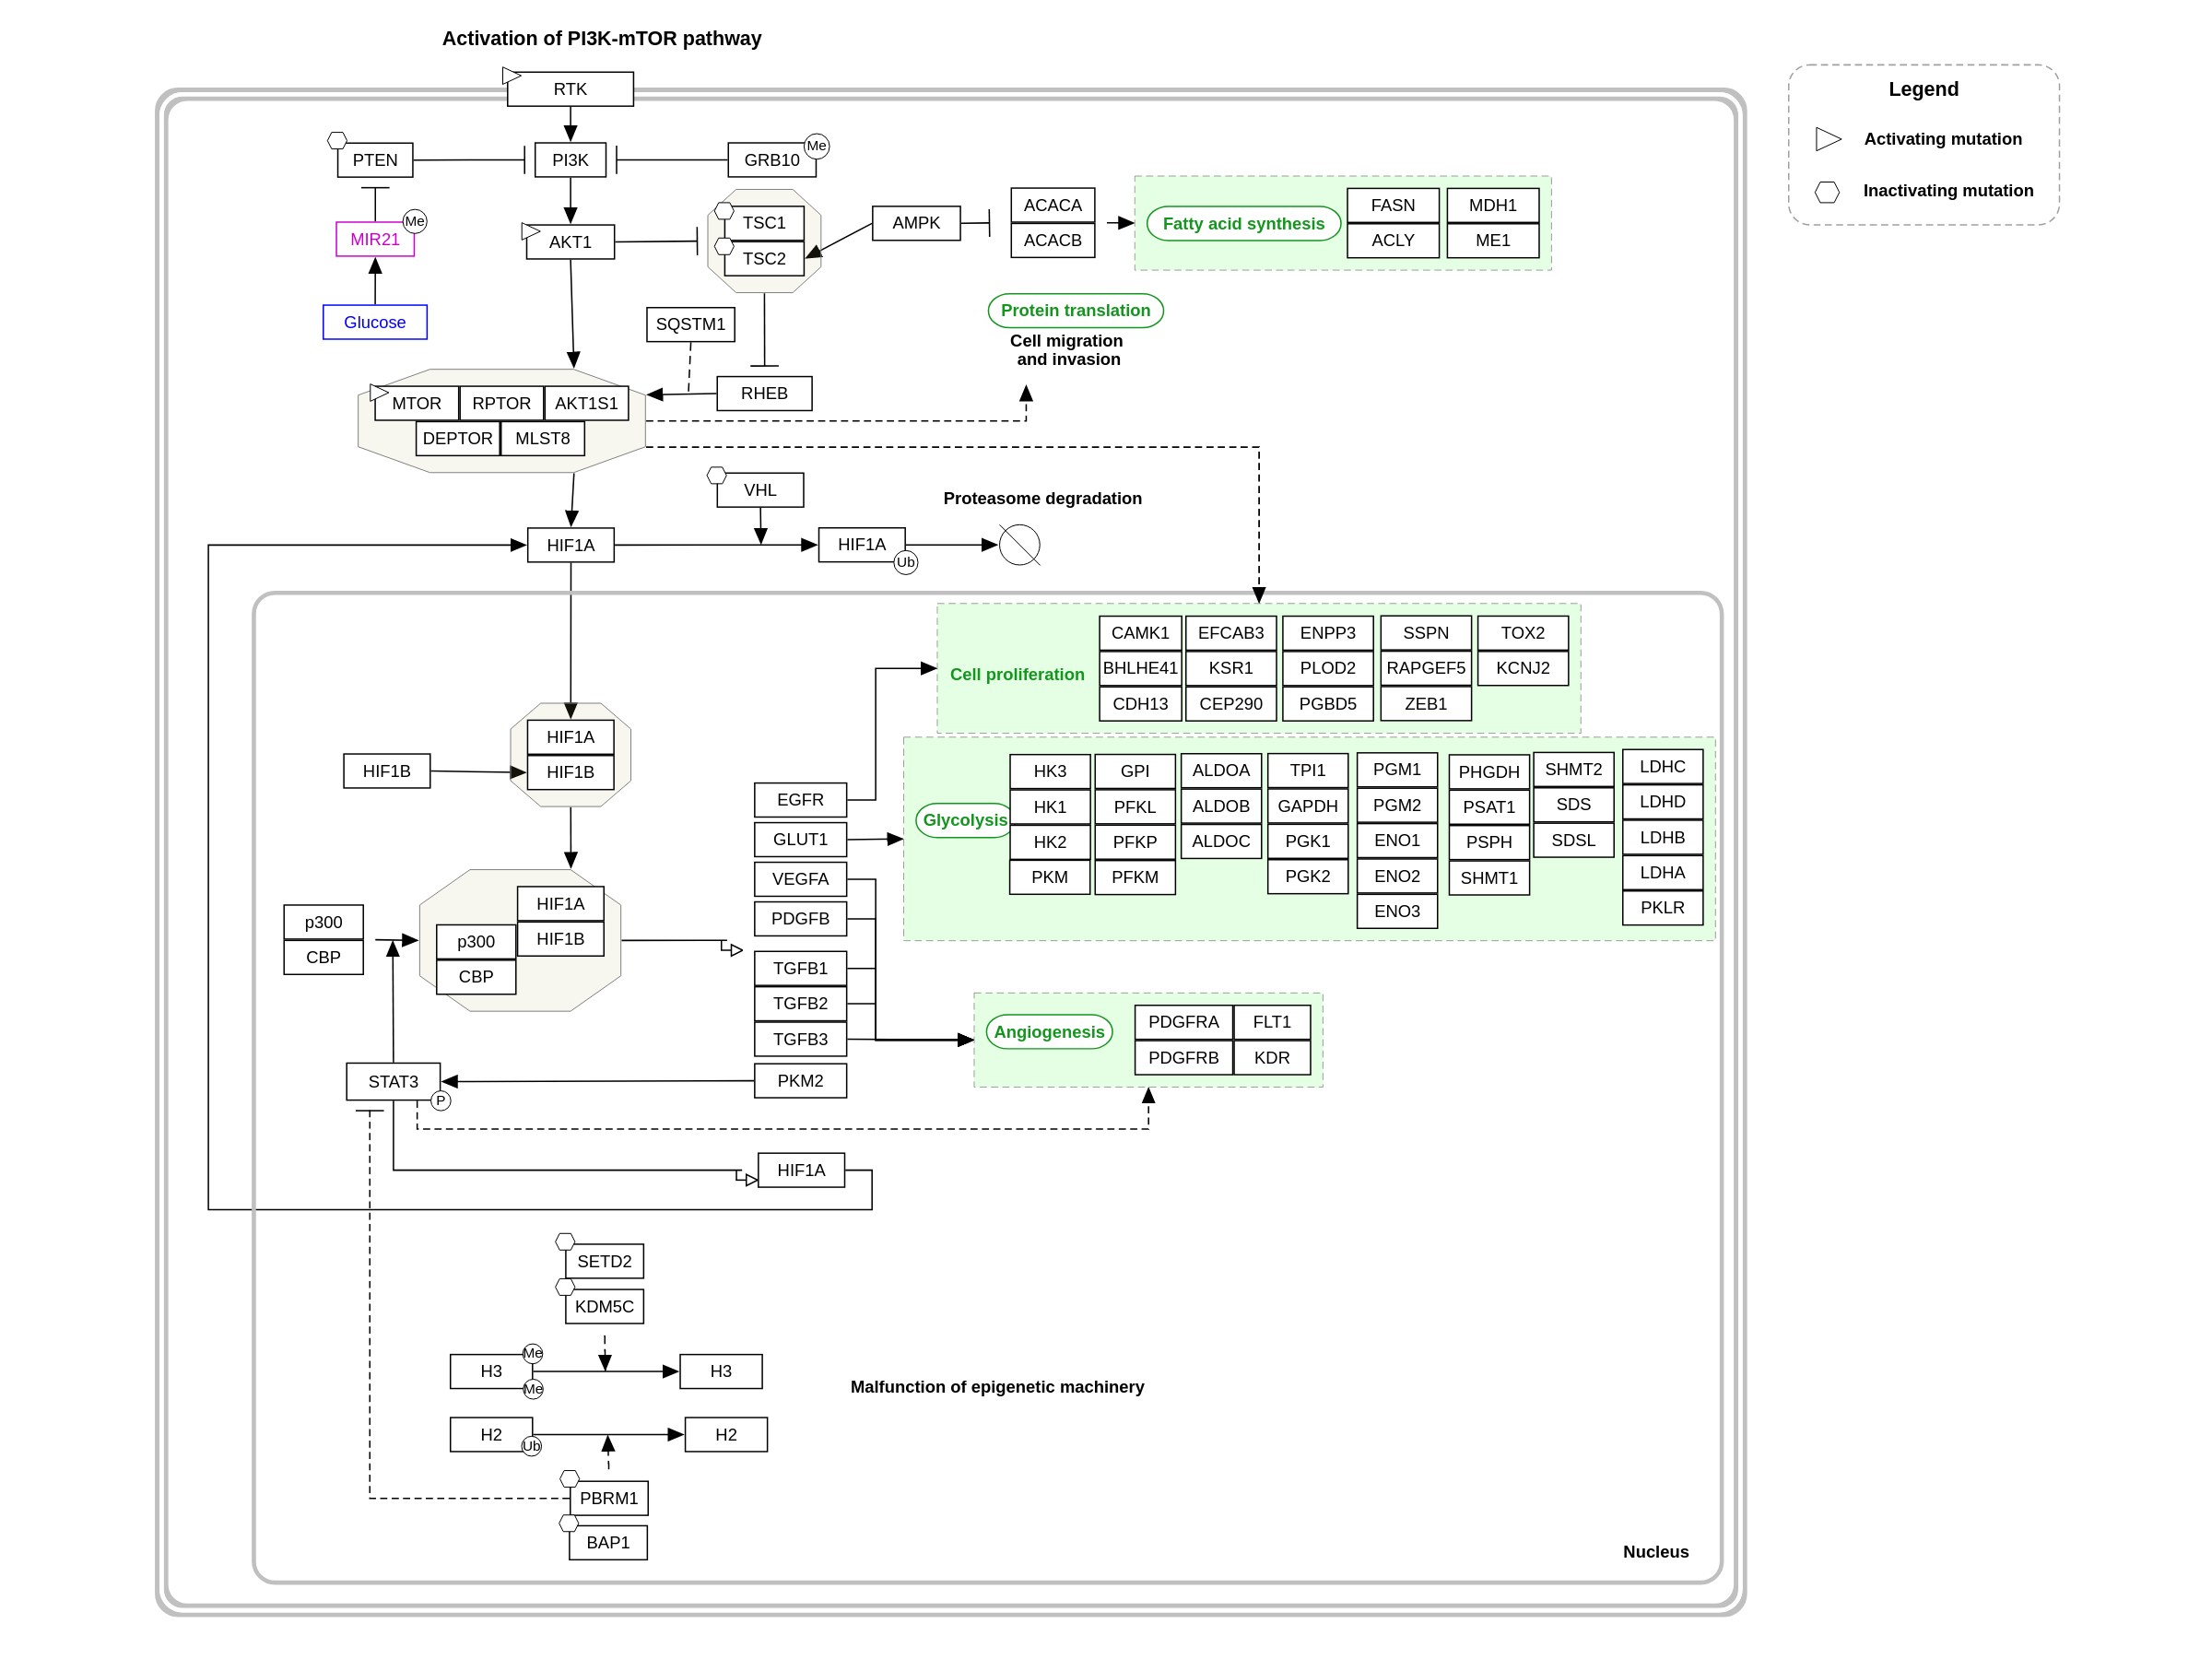 Activation of PI3K-mTOR pathway
RTK
Legend
Activating mutation
Inactivating mutation
PTEN
PI3K
GRB10
Me
MIR21
Me
AKT1
TSC1
TSC2
AMPK
ACACA
ACACB
Fatty acid synthesis
FASN
MDH1
ACLY
ME1
Glucose
SQSTM1
Protein translation
Cell migration
and invasion
RHEB
MTOR
RPTOR
AKT1S1
DEPTOR
MLST8
VHL
Proteasome degradation
HIF1A
HIF1A
Ub
Cell proliferation
CAMK1
EFCAB3
ENPP3
SSPN
TOX2
BHLHE41
KSR1
PLOD2
RAPGEF5
KCNJ2
CDH13
CEP290
PGBD5
ZEB1
HIF1A
HIF1B
HIF1B
EGFR
GLUT1
VEGFA
PDGFB
TGFB1
TGFB2
TGFB3
PKM2
Glycolysis
HK3
HK1
HK2
PKM
GPI
PFKL
PFKP
PFKM
ALDOA
ALDOB
ALDOC
TPI1
GAPDH
PGK1
PGK2
PGM1
PGM2
ENO1
ENO2
ENO3
PHGDH
PSAT1
PSPH
SHMT1
SHMT2
SDS
SDSL
LDHC
LDHD
LDHB
LDHA
PKLR
p300
CBP
HIF1A
HIF1B
p300
CBP
Angiogenesis
PDGFRA
FLT1
PDGFRB
KDR
STAT3
P
HIF1A
SETD2
KDM5C
H3
Me
Me
H3
Malfunction of epigenetic machinery
H2
Ub
H2
PBRM1
BAP1
Nucleus